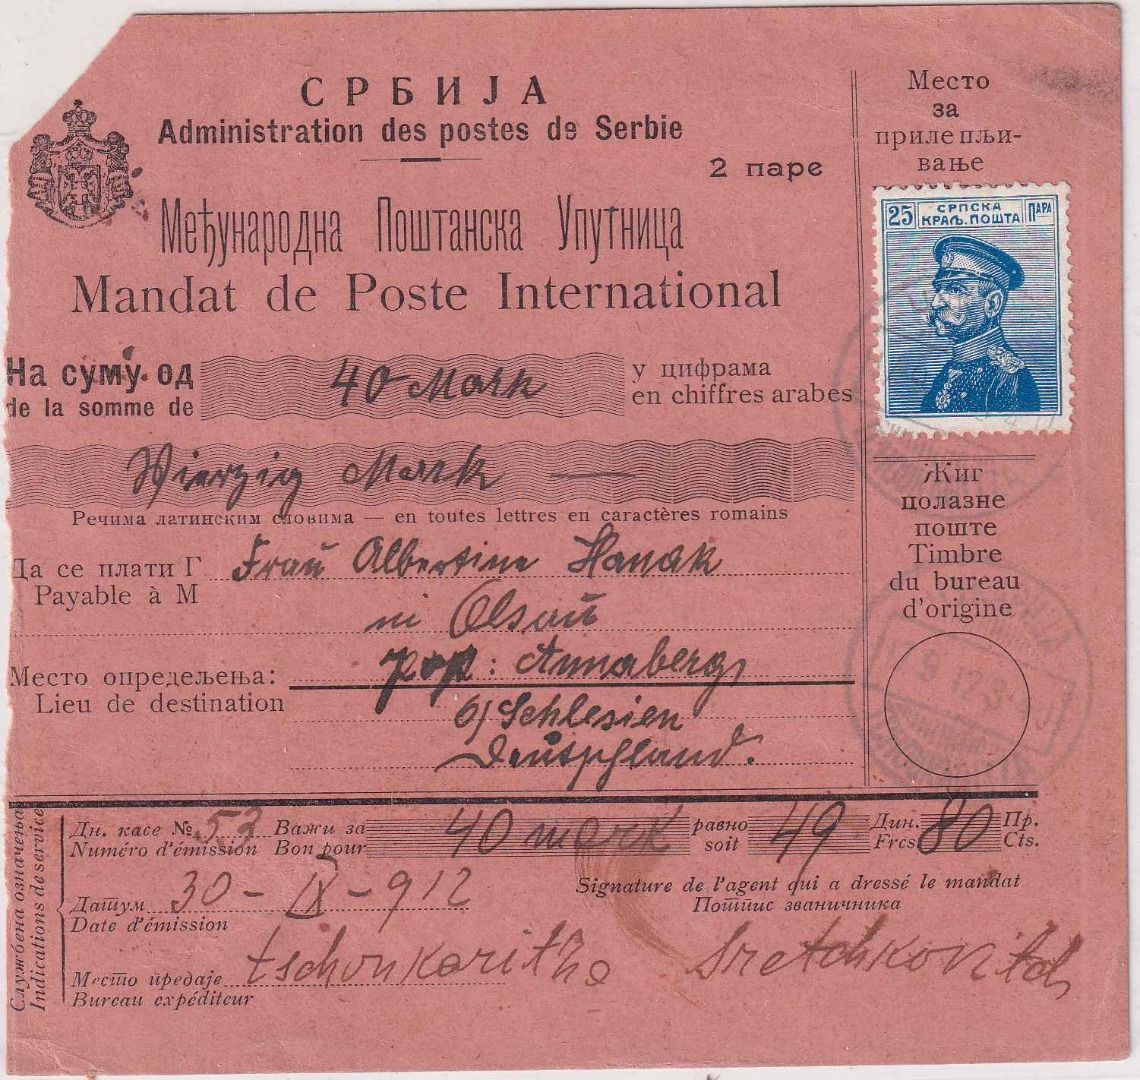 СРБИЈА
Administration des postes de Serbie
2 паре
Међународна Поштанска Упутница
Mandat de Poste International
Место
за
прилепљи-
вање
25 СРПСКА ПАРА
КРАЉ. ПОШТА
На суму од
de la somme de
40 Mark
у цифрама
en chiffres arabes
Vierzig Mark
Речима латинским словима — en toutes lettres en caractères romains
Да се плати Г
Payable à M
Frau Albertine Hanak
in Olsau
Место опредељења:
Lieu de destination
pop: Annaberg
o/Schlesien
Deutschland.
Жиг
полазне
поште
Timbre
du bureau
d'origine
Службена означења
Indications de service
Дн. касе № 53 Важи за 40 mark равно 49 Дин. 80 Пр.
Numéro d'émission Bon pour soit Frcs Cts.
Датум 30 - IX - 912
Date d'émission
Signature de l'agent qui a dressé le mandat
Потпис званичника
Место предаје
Bureau expéditeur
Sretchkovitch